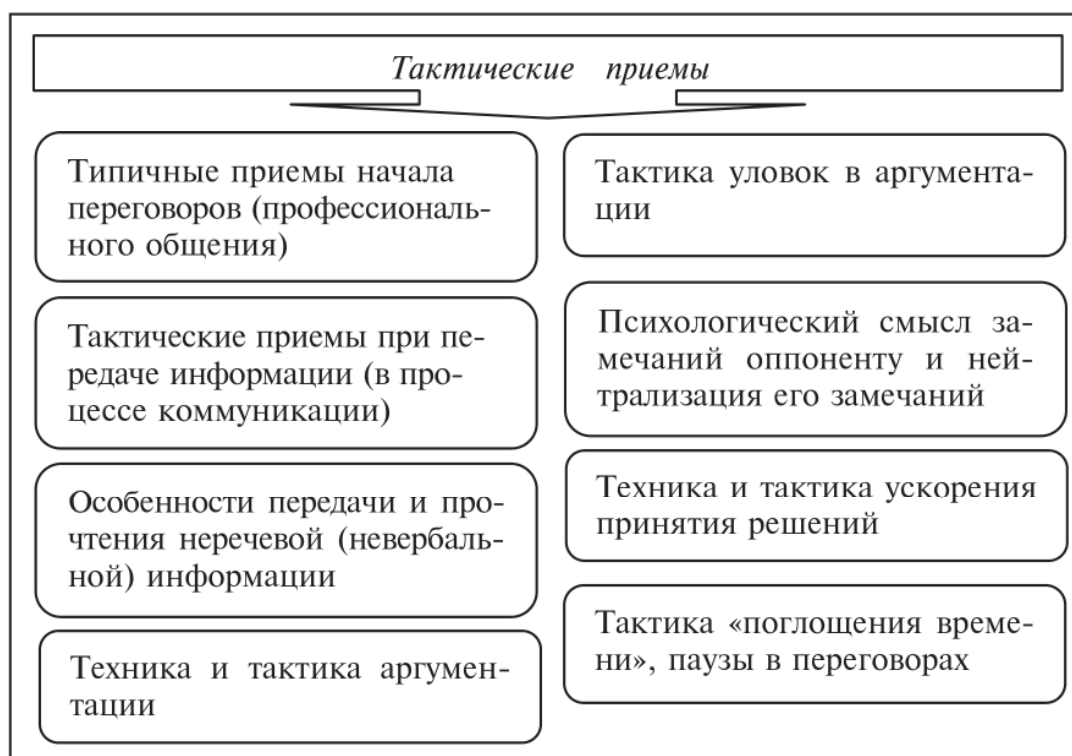 Тактические приемы
Типичные приемы начала
переговоров (профессиональ-
ного общения)
Тактические приемы при пе-
редаче информации (в про-
цессе коммуникации)
Особенности передачи и про-
чтения неречевой (невербаль-
ной) информации
Техника и тактика аргумен-
тации
Тактика уловок в аргумента-
ции
Психологический смысл за-
мечаний оппоненту и ней-
трализация его замечаний
Техника и тактика ускорения
принятия решений
Тактика «поглощения време-
ни», паузы в переговорах